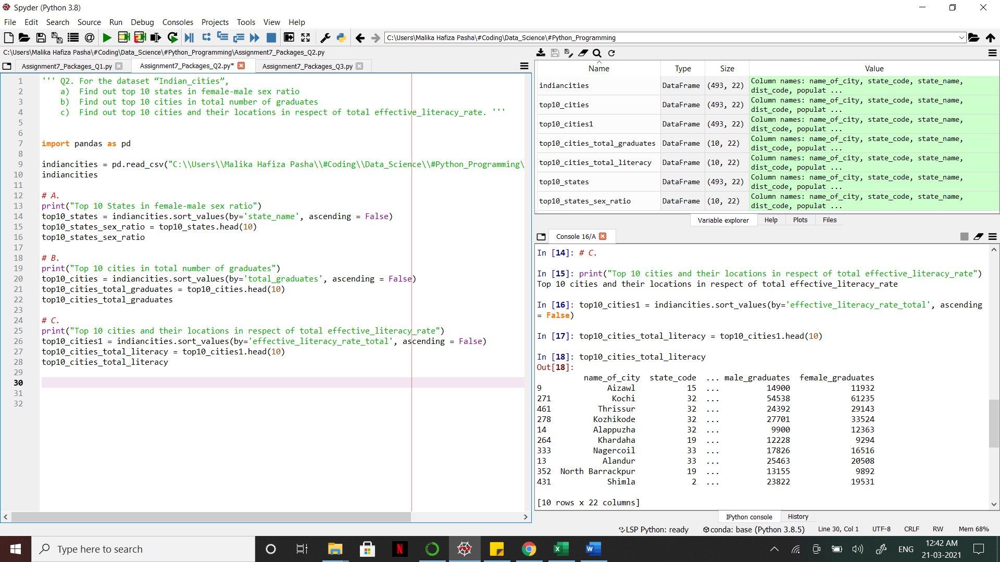 Spyder (Python 3.8)
File Edit Search Source Run Debug Consoles Projects Tools View Help
C:\Users\Malika Hafiza Pasha\#Coding\Data_Science\#Python_Programming
C:\Users\Malika Hafiza Pasha\#Coding\Data_Science\#Python_Programming\Assignment7_Packages_Q2.py
Assignment7_Packages_Q1.py Assignment7_Packages_Q2.py* Assignment7_Packages_Q3.py
1 ''' Q2. For the dataset “Indian_cities”,
2 a) Find out top 10 states in female-male sex ratio
3 b) Find out top 10 cities in total number of graduates
4 c) Find out top 10 cities and their locations in respect of total effective_literacy_rate. '''
5
6
7 import pandas as pd
8
9 indiancities = pd.read_csv("C:\\Users\\Malika Hafiza Pasha\\#Coding\\Data_Science\\#Python_Programming\
10 indiancities
11
12 # A.
13 print("Top 10 States in female-male sex ratio")
14 top10_states = indiancities.sort_values(by='state_name', ascending = False)
15 top10_states_sex_ratio = top10_states.head(10)
16 top10_states_sex_ratio
17
18 # B.
19 print("Top 10 cities in total number of graduates")
20 top10_cities = indiancities.sort_values(by='total_graduates', ascending = False)
21 top10_cities_total_graduates = top10_cities.head(10)
22 top10_cities_total_graduates
23
24 # C.
25 print("Top 10 cities and their locations in respect of total effective_literacy_rate")
26 top10_cities1 = indiancities.sort_values(by='effective_literacy_rate_total', ascending = False)
27 top10_cities_total_literacy = top10_cities1.head(10)
28 top10_cities_total_literacy
29
30
31
32
Name Type Size Value
indiancities DataFrame (493, 22) Column names: name_of_city, state_code, state_name,
dist_code, populat ...
top10_cities DataFrame (493, 22) Column names: name_of_city, state_code, state_name,
dist_code, populat ...
top10_cities1 DataFrame (493, 22) Column names: name_of_city, state_code, state_name,
dist_code, populat ...
top10_cities_total_graduates DataFrame (10, 22) Column names: name_of_city, state_code, state_name,
dist_code, populat ...
top10_cities_total_literacy DataFrame (10, 22) Column names: name_of_city, state_code, state_name,
dist_code, populat ...
top10_states DataFrame (493, 22) Column names: name_of_city, state_code, state_name,
dist_code, populat ...
top10_states_sex_ratio DataFrame (10, 22) Column names: name_of_city, state_code, state_name,
dist_code, populat ...
Variable explorer Help Plots Files
Console 16/A
In [14]: # C.
In [15]: print("Top 10 cities and their locations in respect of total effective_literacy_rate")
Top 10 cities and their locations in respect of total effective_literacy_rate
In [16]: top10_cities1 = indiancities.sort_values(by='effective_literacy_rate_total', ascending
= False)
In [17]: top10_cities_total_literacy = top10_cities1.head(10)
In [18]: top10_cities_total_literacy
Out[18]:
name_of_city state_code ... male_graduates female_graduates
9 Aizawl 15 ... 14900 11932
271 Kochi 32 ... 54538 61235
461 Thrissur 32 ... 24392 29143
278 Kozhikode 32 ... 27701 33524
14 Alappuzha 32 ... 9900 12363
264 Khardaha 19 ... 12228 9294
333 Nagercoil 33 ... 17826 16516
13 Alandur 33 ... 25463 20508
352 North Barrackpur 19 ... 13155 9892
431 Shimla 2 ... 23822 19531
[10 rows x 22 columns]
IPython console History
LSP Python: ready conda: base (Python 3.8.5) Line 30, Col 1 UTF-8 CRLF RW Mem 68%
Type here to search
ENG
12:42 AM
21-03-2021